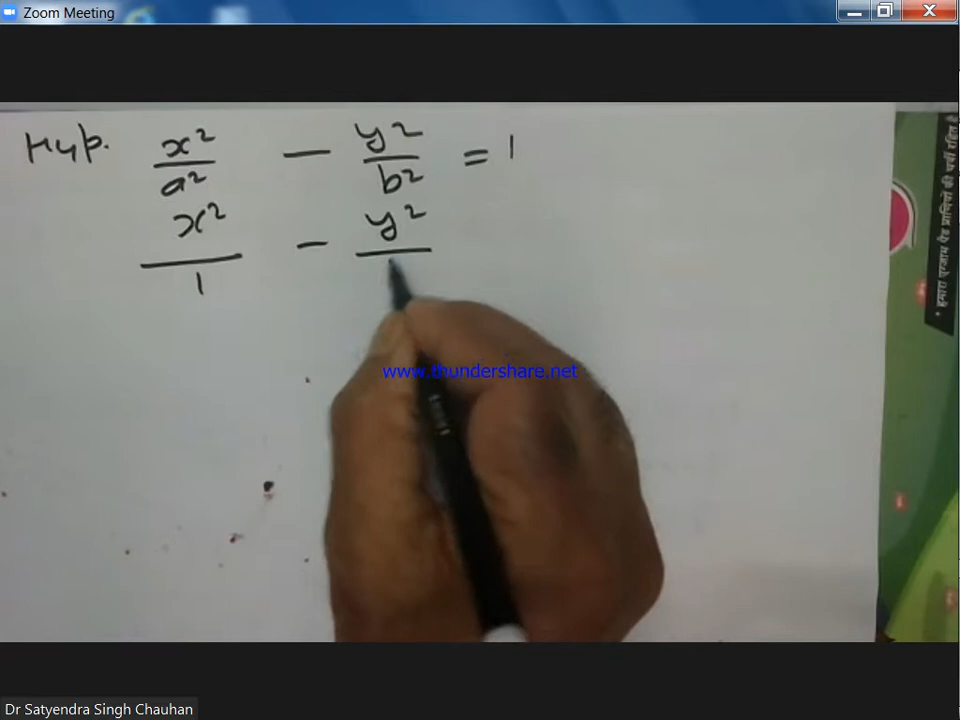 Zoom Meeting
Hyp. x²/a² - y²/b² = 1
x²/1 - y²/
www.thundershare.net
Dr Satyendra Singh Chauhan